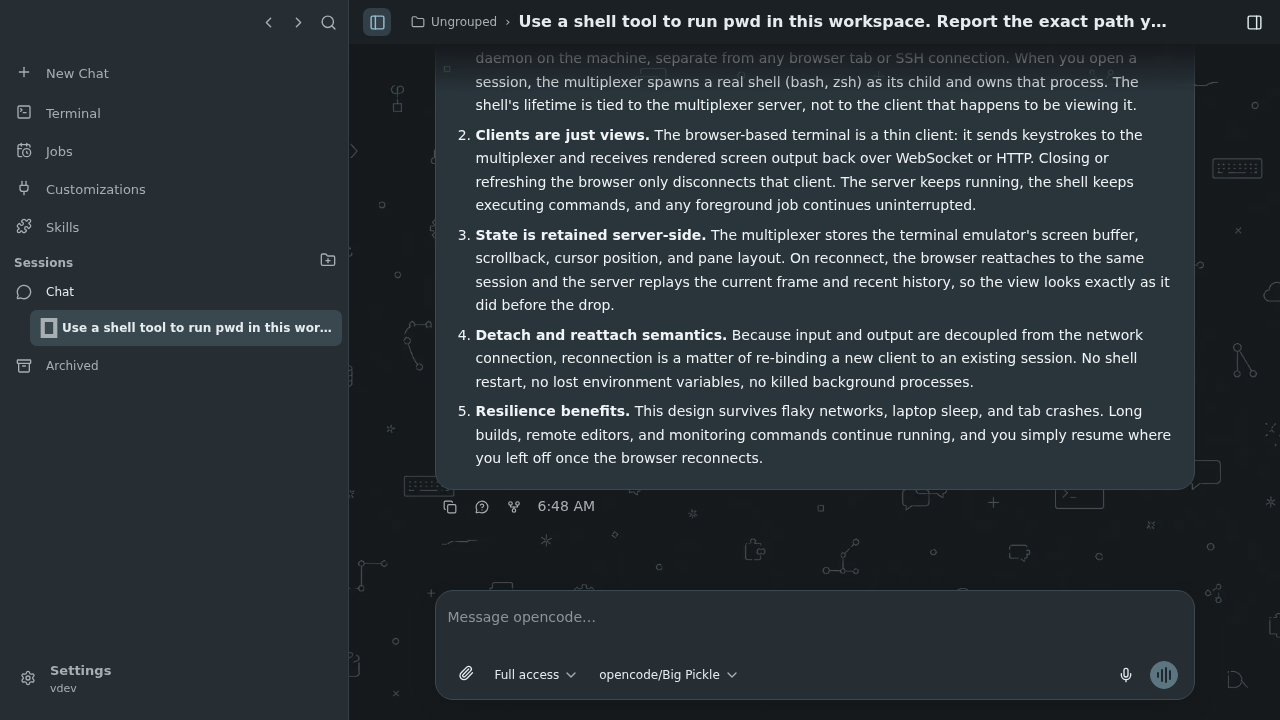 Ungrouped › Use a shell tool to run pwd in this workspace. Report the exact path y…
New Chat
Terminal
Jobs
Customizations
Skills
Sessions
Chat
Use a shell tool to run pwd in this wor…
Archived
Settings
vdev
daemon on the machine, separate from any browser tab or SSH connection. When you open a
session, the multiplexer spawns a real shell (bash, zsh) as its child and owns that process. The
shell's lifetime is tied to the multiplexer server, not to the client that happens to be viewing it.
2. Clients are just views. The browser-based terminal is a thin client: it sends keystrokes to the
multiplexer and receives rendered screen output back over WebSocket or HTTP. Closing or
refreshing the browser only disconnects that client. The server keeps running, the shell keeps
executing commands, and any foreground job continues uninterrupted.
3. State is retained server-side. The multiplexer stores the terminal emulator's screen buffer,
scrollback, cursor position, and pane layout. On reconnect, the browser reattaches to the same
session and the server replays the current frame and recent history, so the view looks exactly as it
did before the drop.
4. Detach and reattach semantics. Because input and output are decoupled from the network
connection, reconnection is a matter of re-binding a new client to an existing session. No shell
restart, no lost environment variables, no killed background processes.
5. Resilience benefits. This design survives flaky networks, laptop sleep, and tab crashes. Long
builds, remote editors, and monitoring commands continue running, and you simply resume where
you left off once the browser reconnects.
6:48 AM
Message opencode…
Full access
opencode/Big Pickle